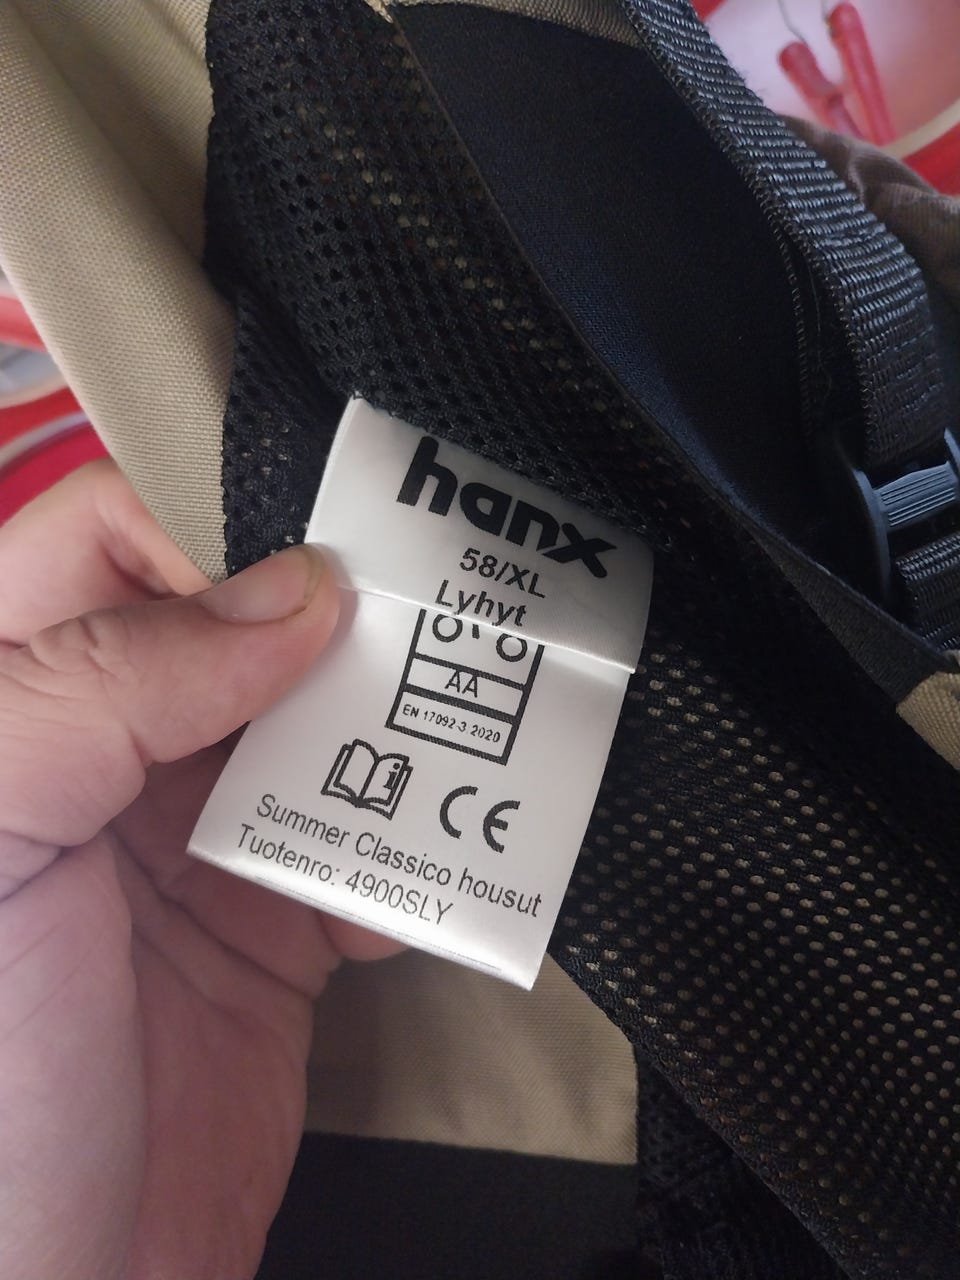 hanx
58/XL
Lyhyt
AA
EN 17092-3 2020
i
CE
Summer Classico housut
Tuotenro: 4900SLY